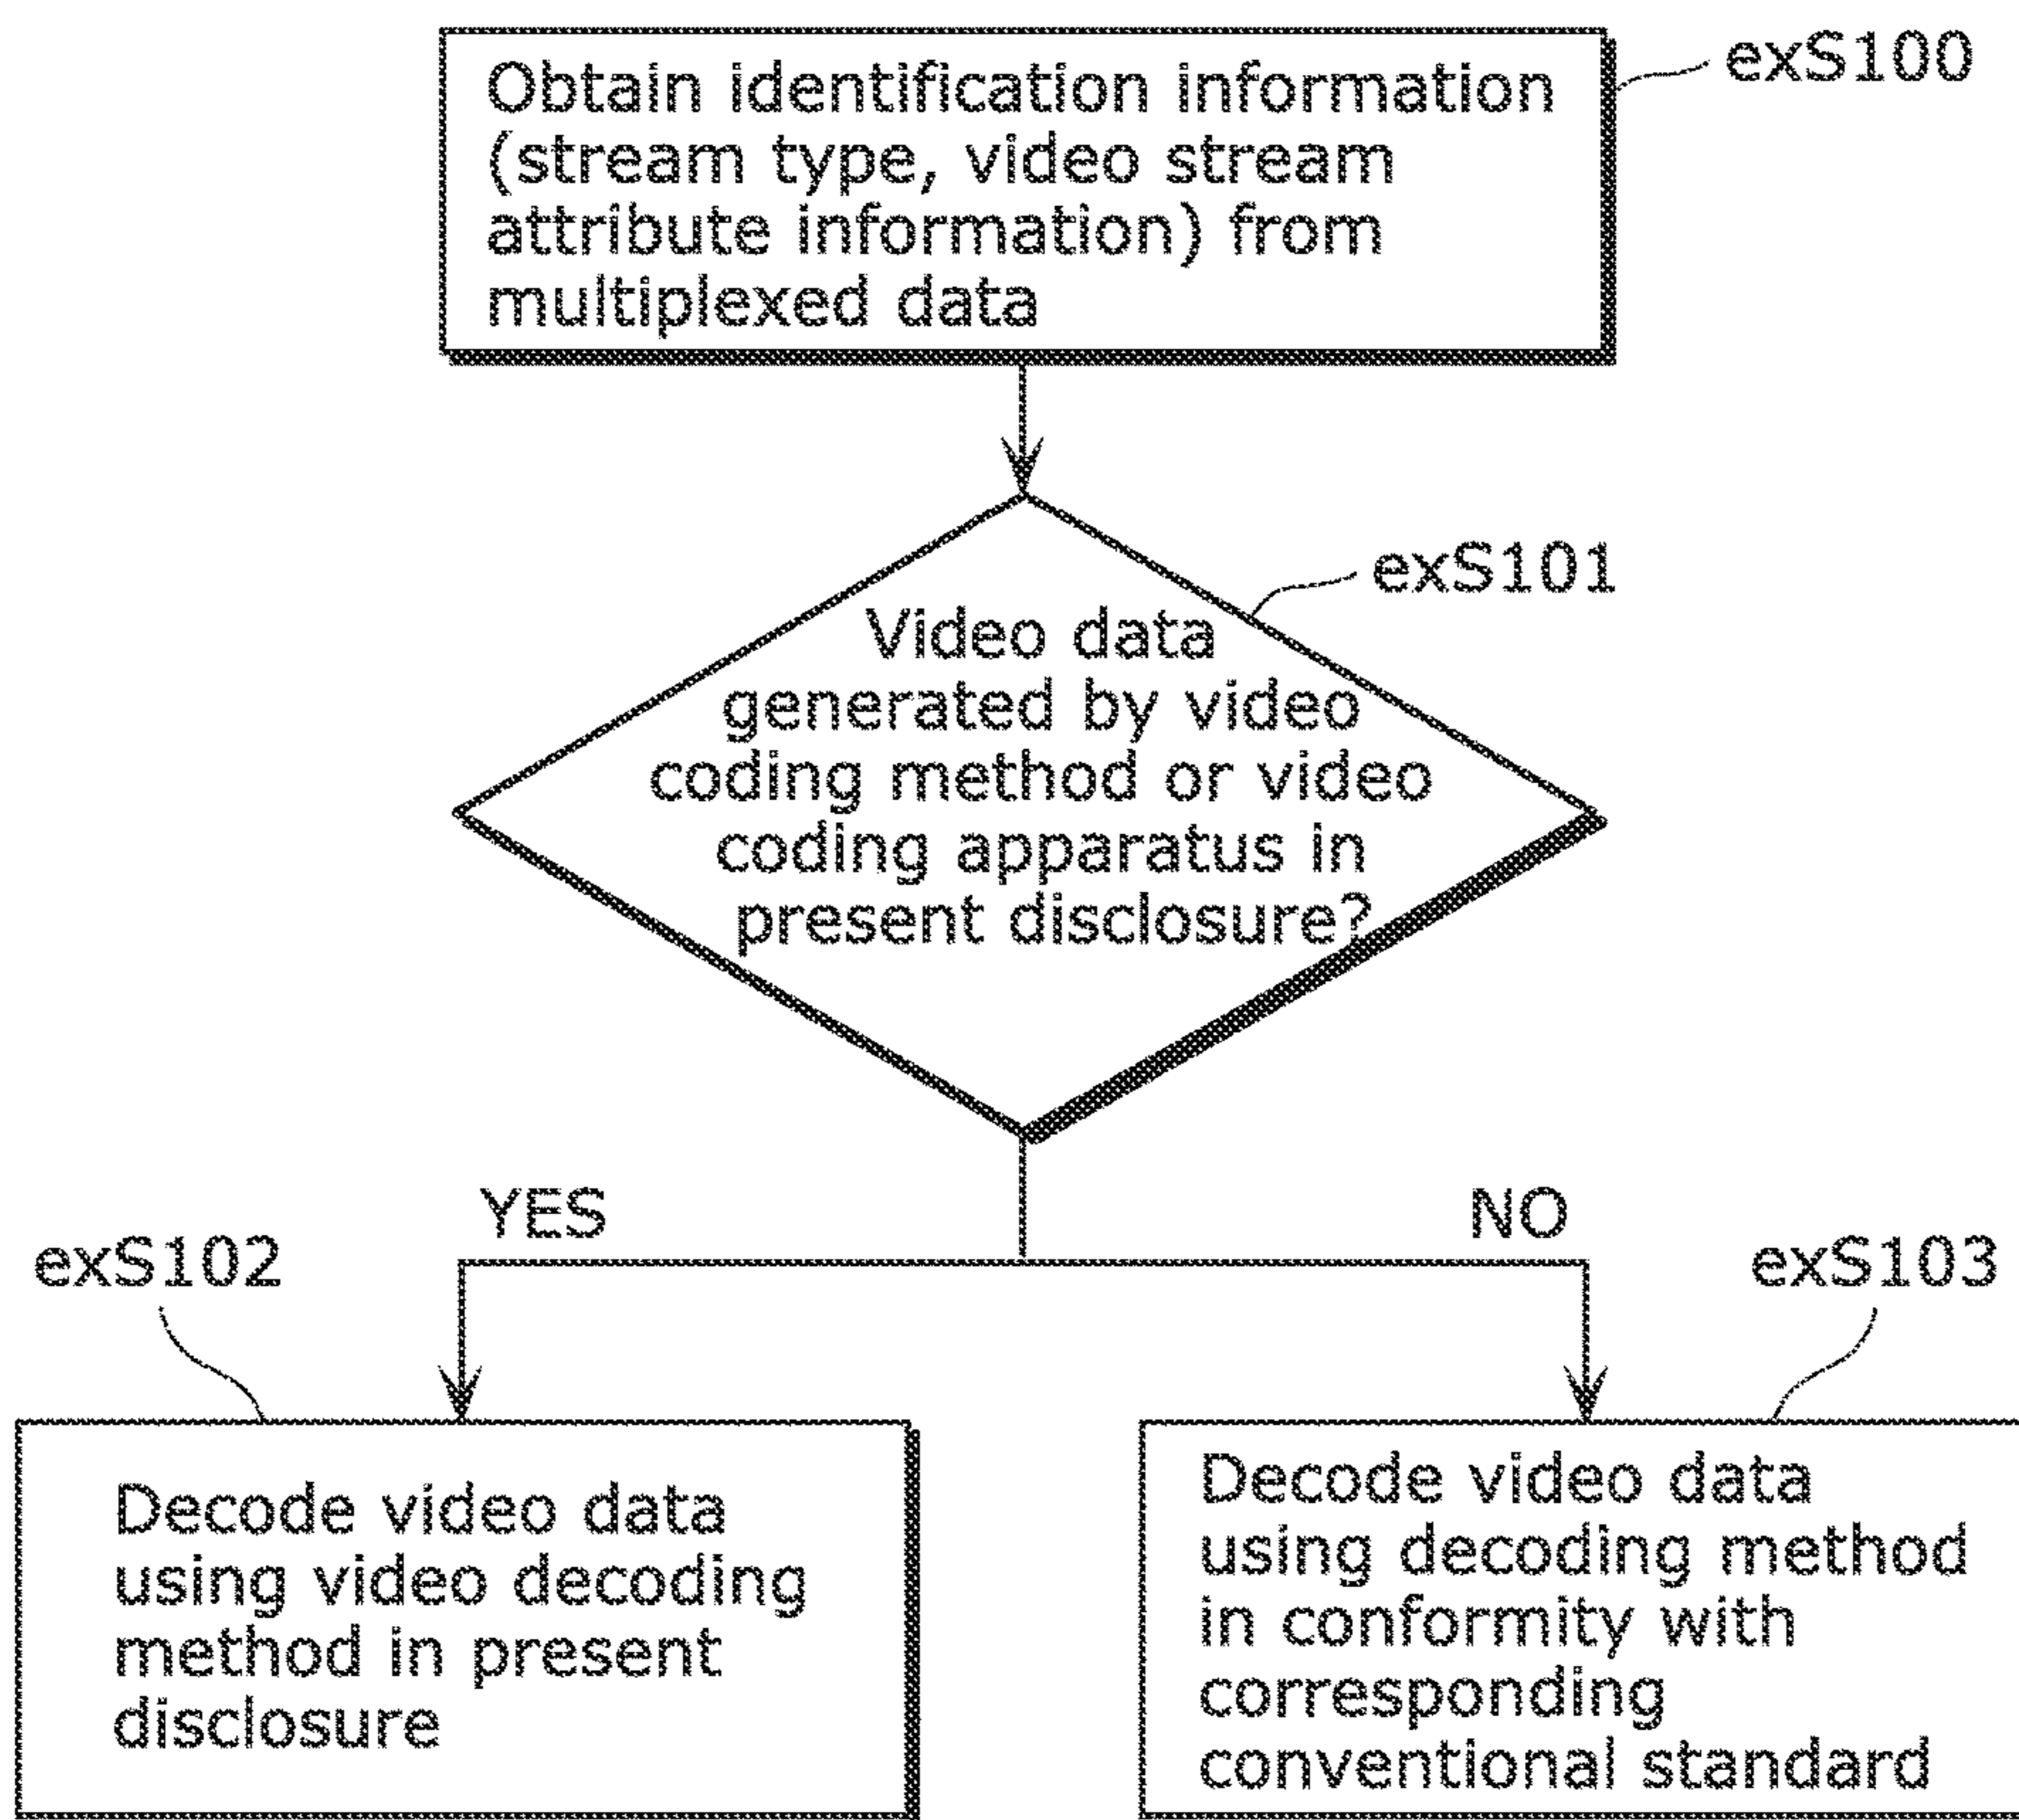 exS100
Obtain identification information
(stream type, video stream
attribute information) from
multiplexed data
exS101
Video data
generated by video
coding method or video
coding apparatus in
present disclosure?
YES
NO
exS102
exS103
Decode video data
using video decoding
method in present
disclosure
Decode video data
using decoding method
in conformity with
corresponding
conventional standard